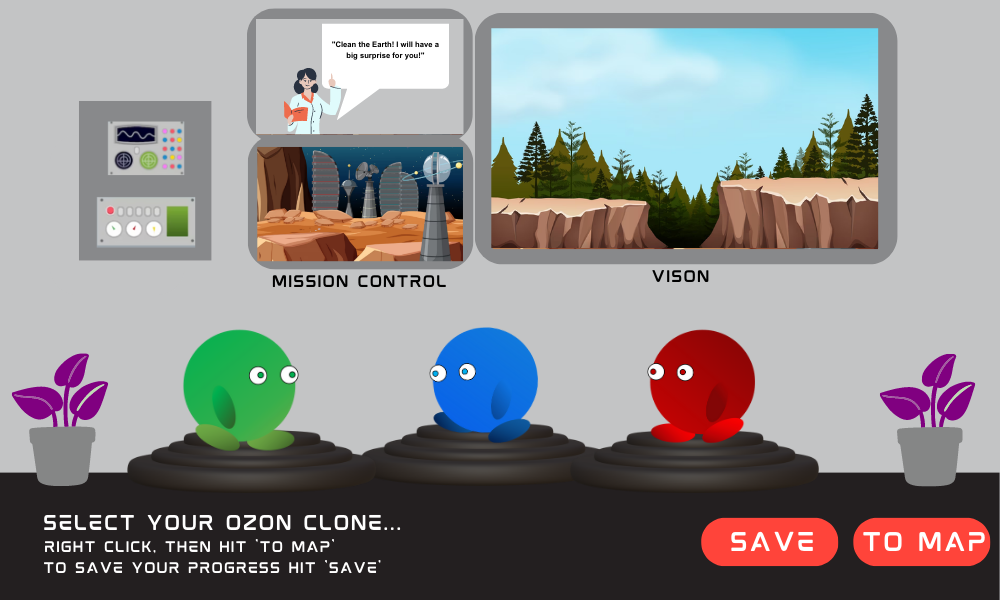 "Clean the Earth! I will have a
big surprise for you!"
MISSION CONTROL
VISON
SELECT YOUR OZON CLONE...
RIGHT CLICK, THEN HIT 'TO MAP'
TO SAVE YOUR PROGRESS HIT 'SAVE'
SAVE
TO MAP